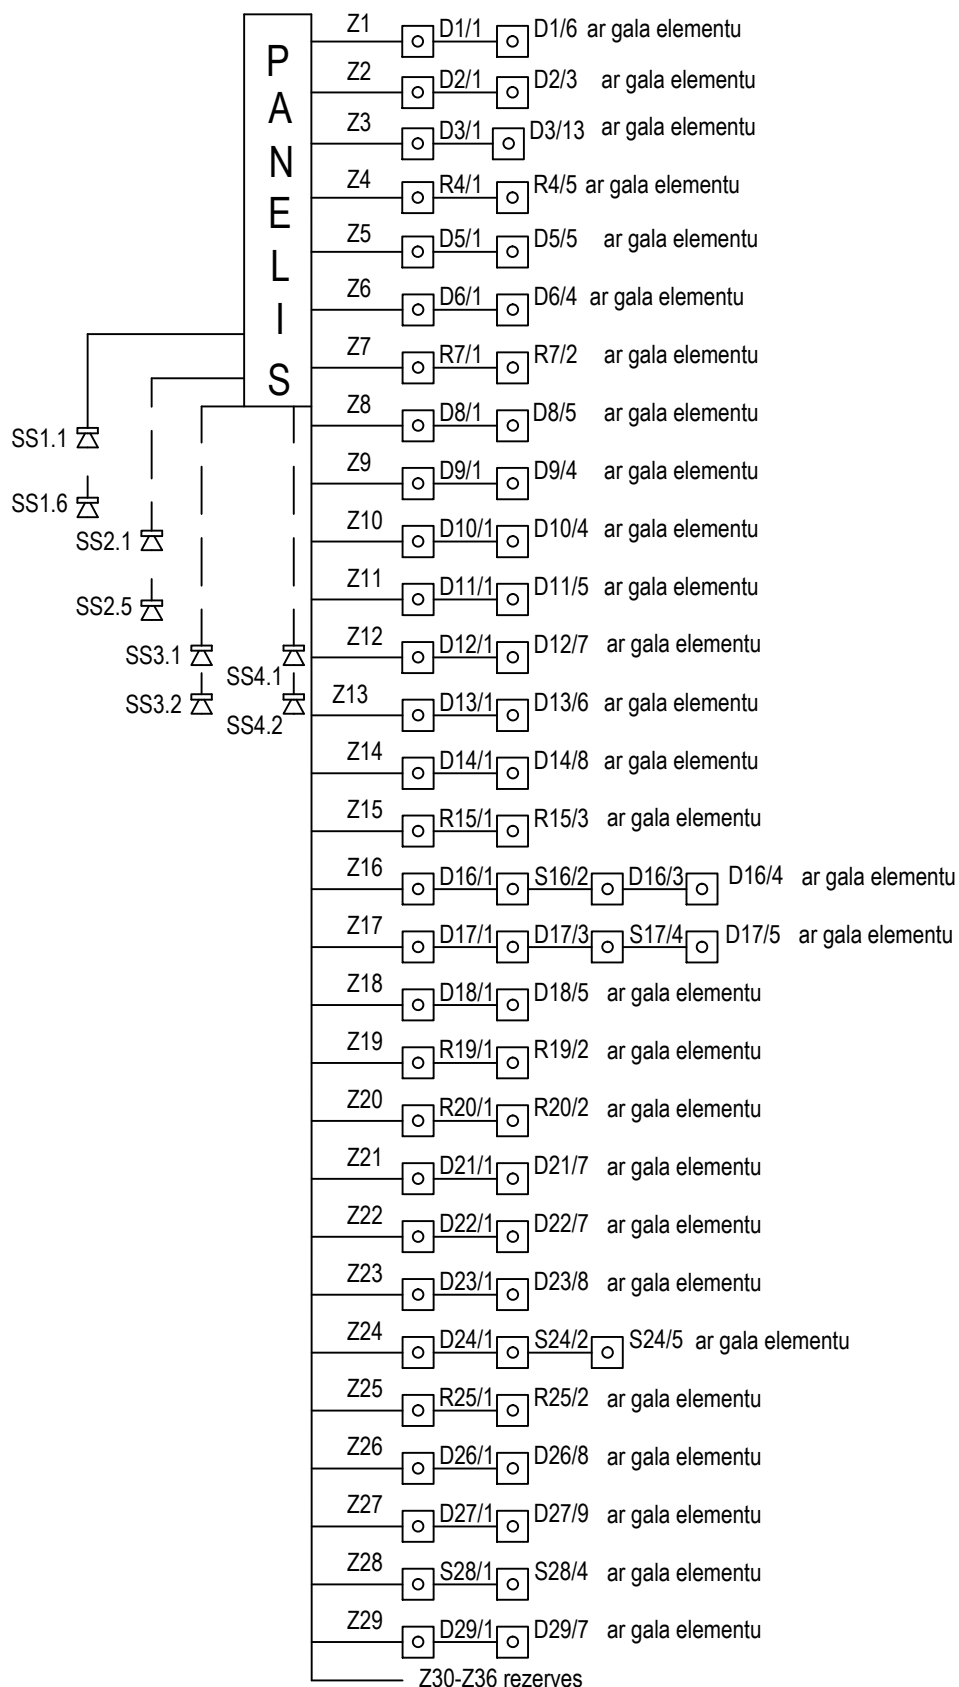 PANELIS
Z1 D1/1 D1/6 ar gala elementu
Z2 D2/1 D2/3 ar gala elementu
Z3 D3/1 D3/13 ar gala elementu
Z4 R4/1 R4/5 ar gala elementu
Z5 D5/1 D5/5 ar gala elementu
Z6 D6/1 D6/4 ar gala elementu
Z7 R7/1 R7/2 ar gala elementu
Z8 D8/1 D8/5 ar gala elementu
Z9 D9/1 D9/4 ar gala elementu
Z10 D10/1 D10/4 ar gala elementu
Z11 D11/1 D11/5 ar gala elementu
Z12 D12/1 D12/7 ar gala elementu
Z13 D13/1 D13/6 ar gala elementu
Z14 D14/1 D14/8 ar gala elementu
Z15 R15/1 R15/3 ar gala elementu
Z16 D16/1 S16/2 D16/3 D16/4 ar gala elementu
Z17 D17/1 D17/3 S17/4 D17/5 ar gala elementu
Z18 D18/1 D18/5 ar gala elementu
Z19 R19/1 R19/2 ar gala elementu
Z20 R20/1 R20/2 ar gala elementu
Z21 D21/1 D21/7 ar gala elementu
Z22 D22/1 D22/7 ar gala elementu
Z23 D23/1 D23/8 ar gala elementu
Z24 D24/1 S24/2 S24/5 ar gala elementu
Z25 R25/1 R25/2 ar gala elementu
Z26 D26/1 D26/8 ar gala elementu
Z27 D27/1 D27/9 ar gala elementu
Z28 S28/1 S28/4 ar gala elementu
Z29 D29/1 D29/7 ar gala elementu
Z30-Z36 rezerves
SS1.1
SS1.6
SS2.1
SS2.5
SS3.1
SS3.2
SS4.1
SS4.2